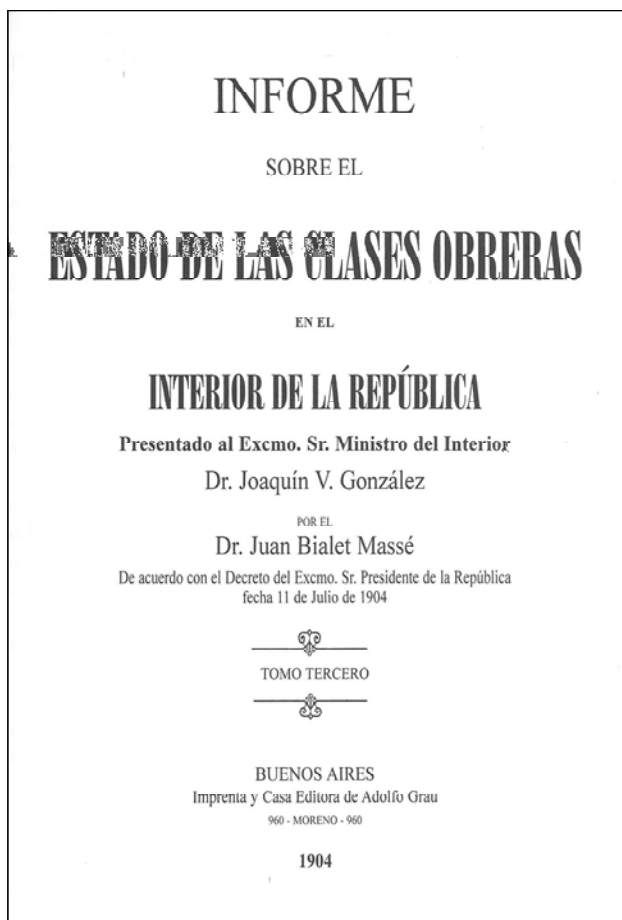 INFORME
SOBRE EL
ESTADO DE LAS CLASES OBRERAS
EN EL
INTERIOR DE LA REPÚBLICA
Presentado al Excmo. Sr. Ministro del Interior
Dr. Joaquín V. González
POR EL
Dr. Juan Bialet Massé
De acuerdo con el Decreto del Excmo. Sr. Presidente de la República
fecha 11 de Julio de 1904
TOMO TERCERO
BUENOS AIRES
Imprenta y Casa Editora de Adolfo Grau
960 - MORENO - 960
1904